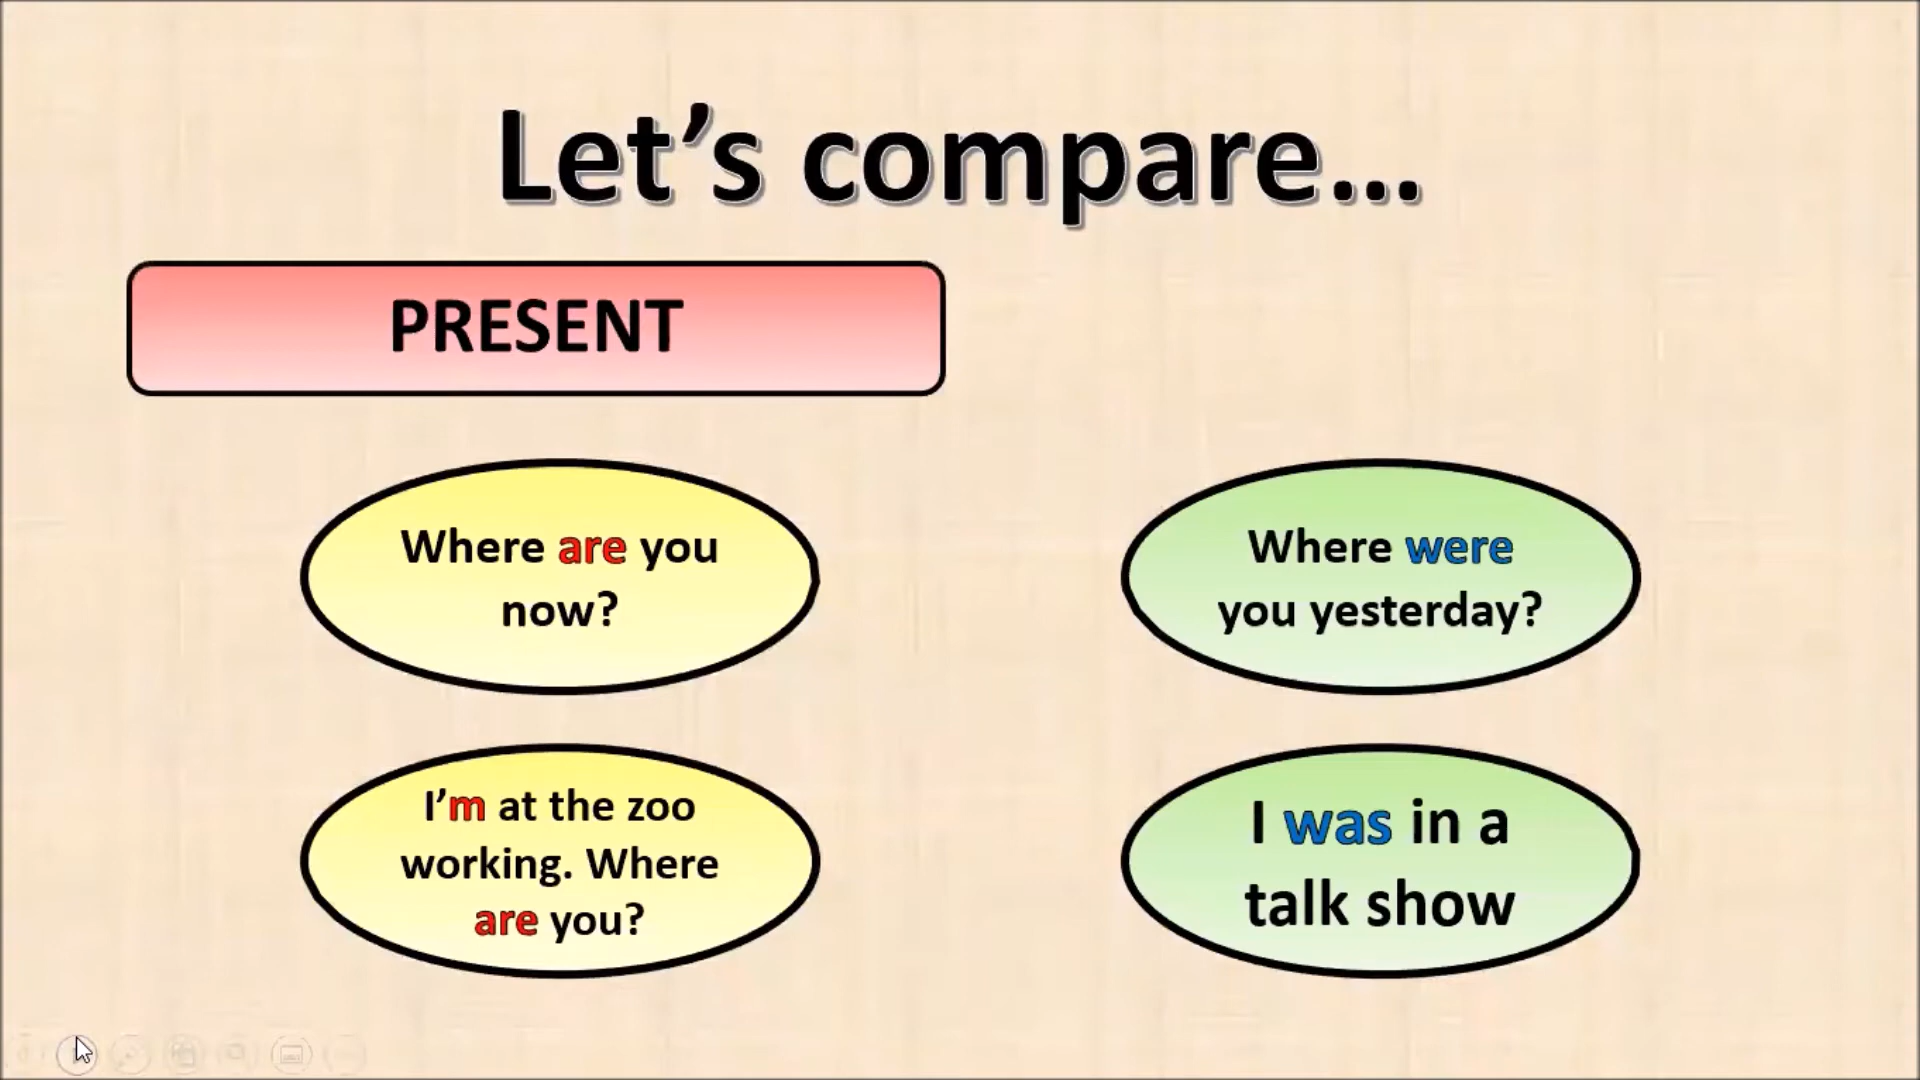 Let’s compare...
PRESENT
Where are you
now?
Where were
you yesterday?
I’m at the zoo
working. Where
are you?
I was in a
talk show